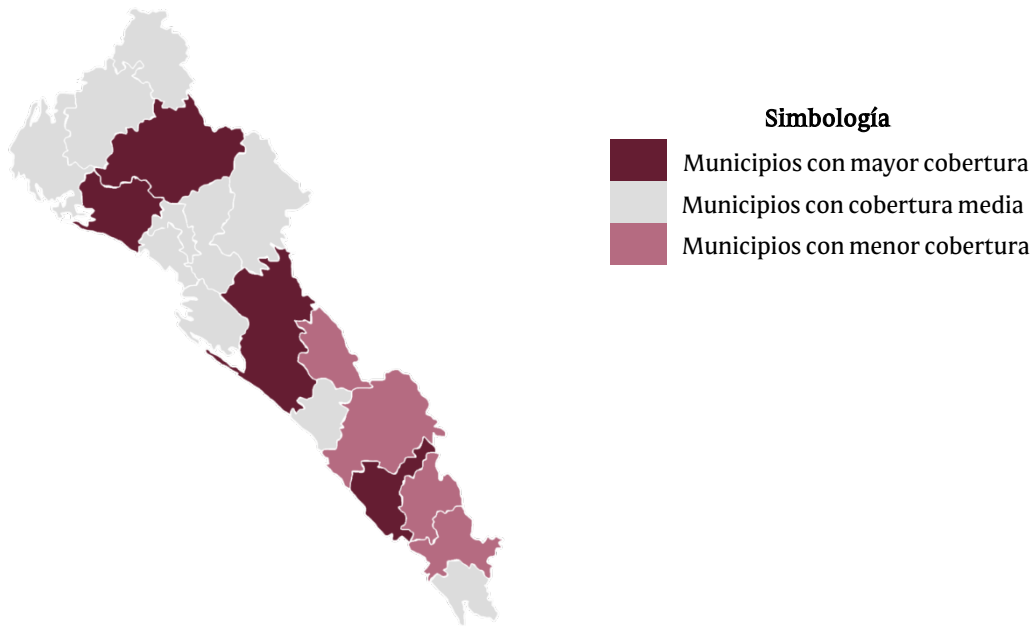 Simbología
Municipios con mayor cobertura
Municipios con cobertura media
Municipios con menor cobertura